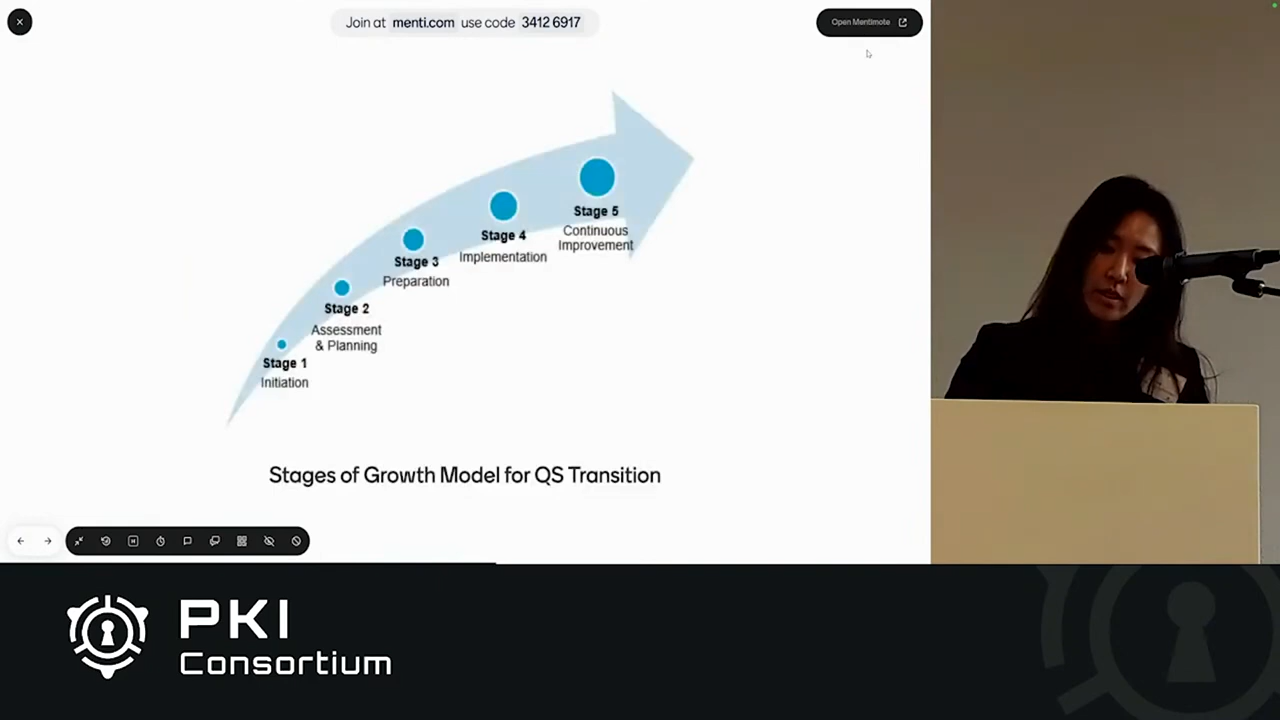 Join at menti.com use code 3412 6917
Open Mentimote
Stage 5
Continuous
Improvement
Stage 4
Implementation
Stage 3
Preparation
Stage 2
Assessment
& Planning
Stage 1
Initiation
Stages of Growth Model for QS Transition
PKI
Consortium